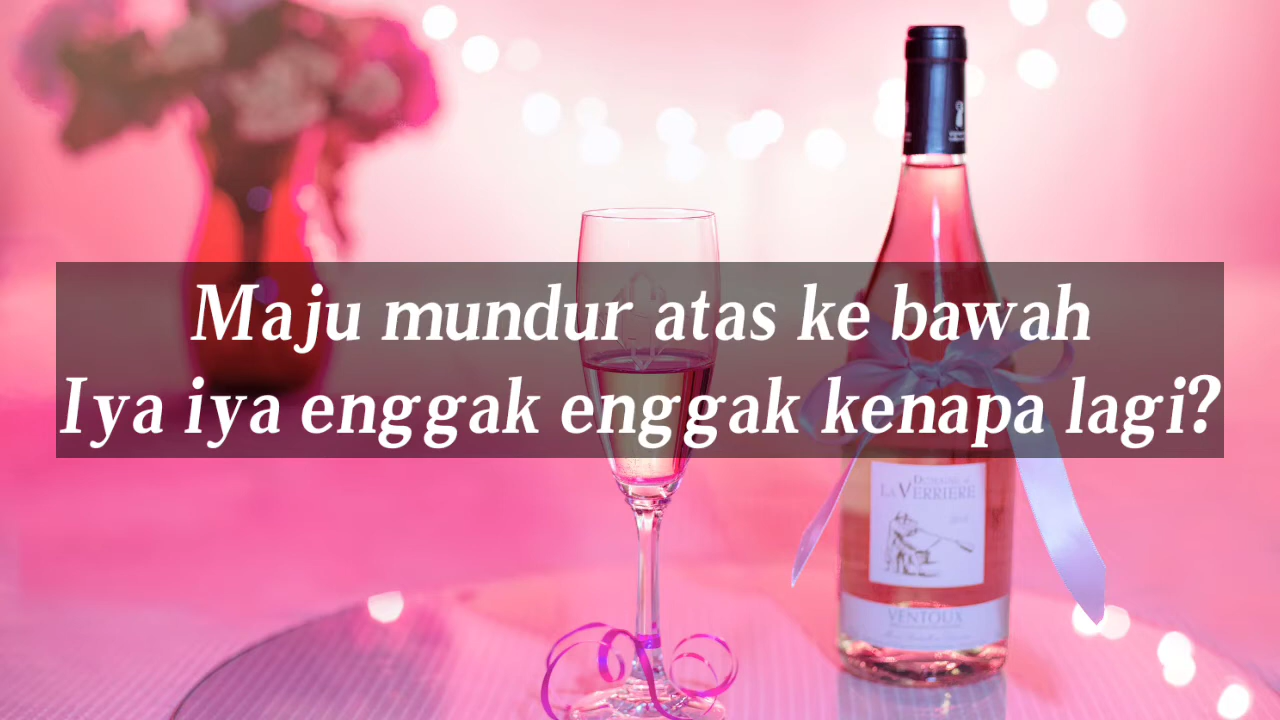 Maju mundur atas ke bawah
Iya iya enggak enggak kenapa lagi?
LA VERRIERE
VENTOUX